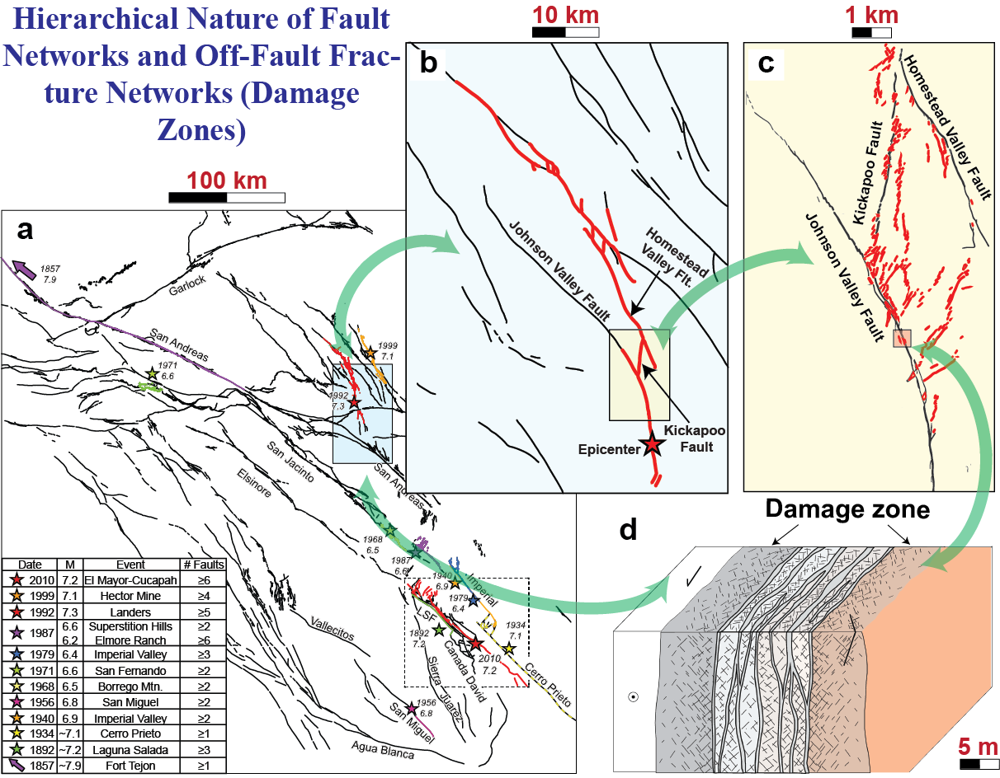 Hierarchical Nature of Fault
Networks and Off-Fault Frac-
ture Networks (Damage
Zones)
100 km
a
1857
7.9
Garlock
San Andreas
1971
6.6
1999
7.1
1992
7.3
San Jacinto
Elsinore
San Andreas
1968
6.5
1987
6.6
1940
6.9
Imperial
1979
6.4
LSF
1892
7.2
1934
7.1
2010
7.2
Canada David
Cerro Prieto
Sierra Juarez
Vallecitos
1956
6.8
San Miguel
Agua Blanca
Date M Event # Faults
2010 7.2 El Mayor-Cucapah ≥6
1999 7.1 Hector Mine ≥4
1992 7.3 Landers ≥5
1987 6.6 Superstition Hills ≥2
6.2 Elmore Ranch ≥6
1979 6.4 Imperial Valley ≥3
1971 6.6 San Fernando ≥2
1968 6.5 Borrego Mtn. ≥2
1956 6.8 San Miguel ≥2
1940 6.9 Imperial Valley ≥2
1934 ~7.1 Cerro Prieto ≥1
1892 ~7.2 Laguna Salada ≥3
1857 ~7.9 Fort Tejon ≥1
10 km
b
Johnson Valley Fault
Homestead
Valley Flt.
Kickapoo
Fault
Epicenter
1 km
c
Homestead Valley Fault
Kickapoo Fault
Johnson Valley Fault
d
Damage zone
5 m